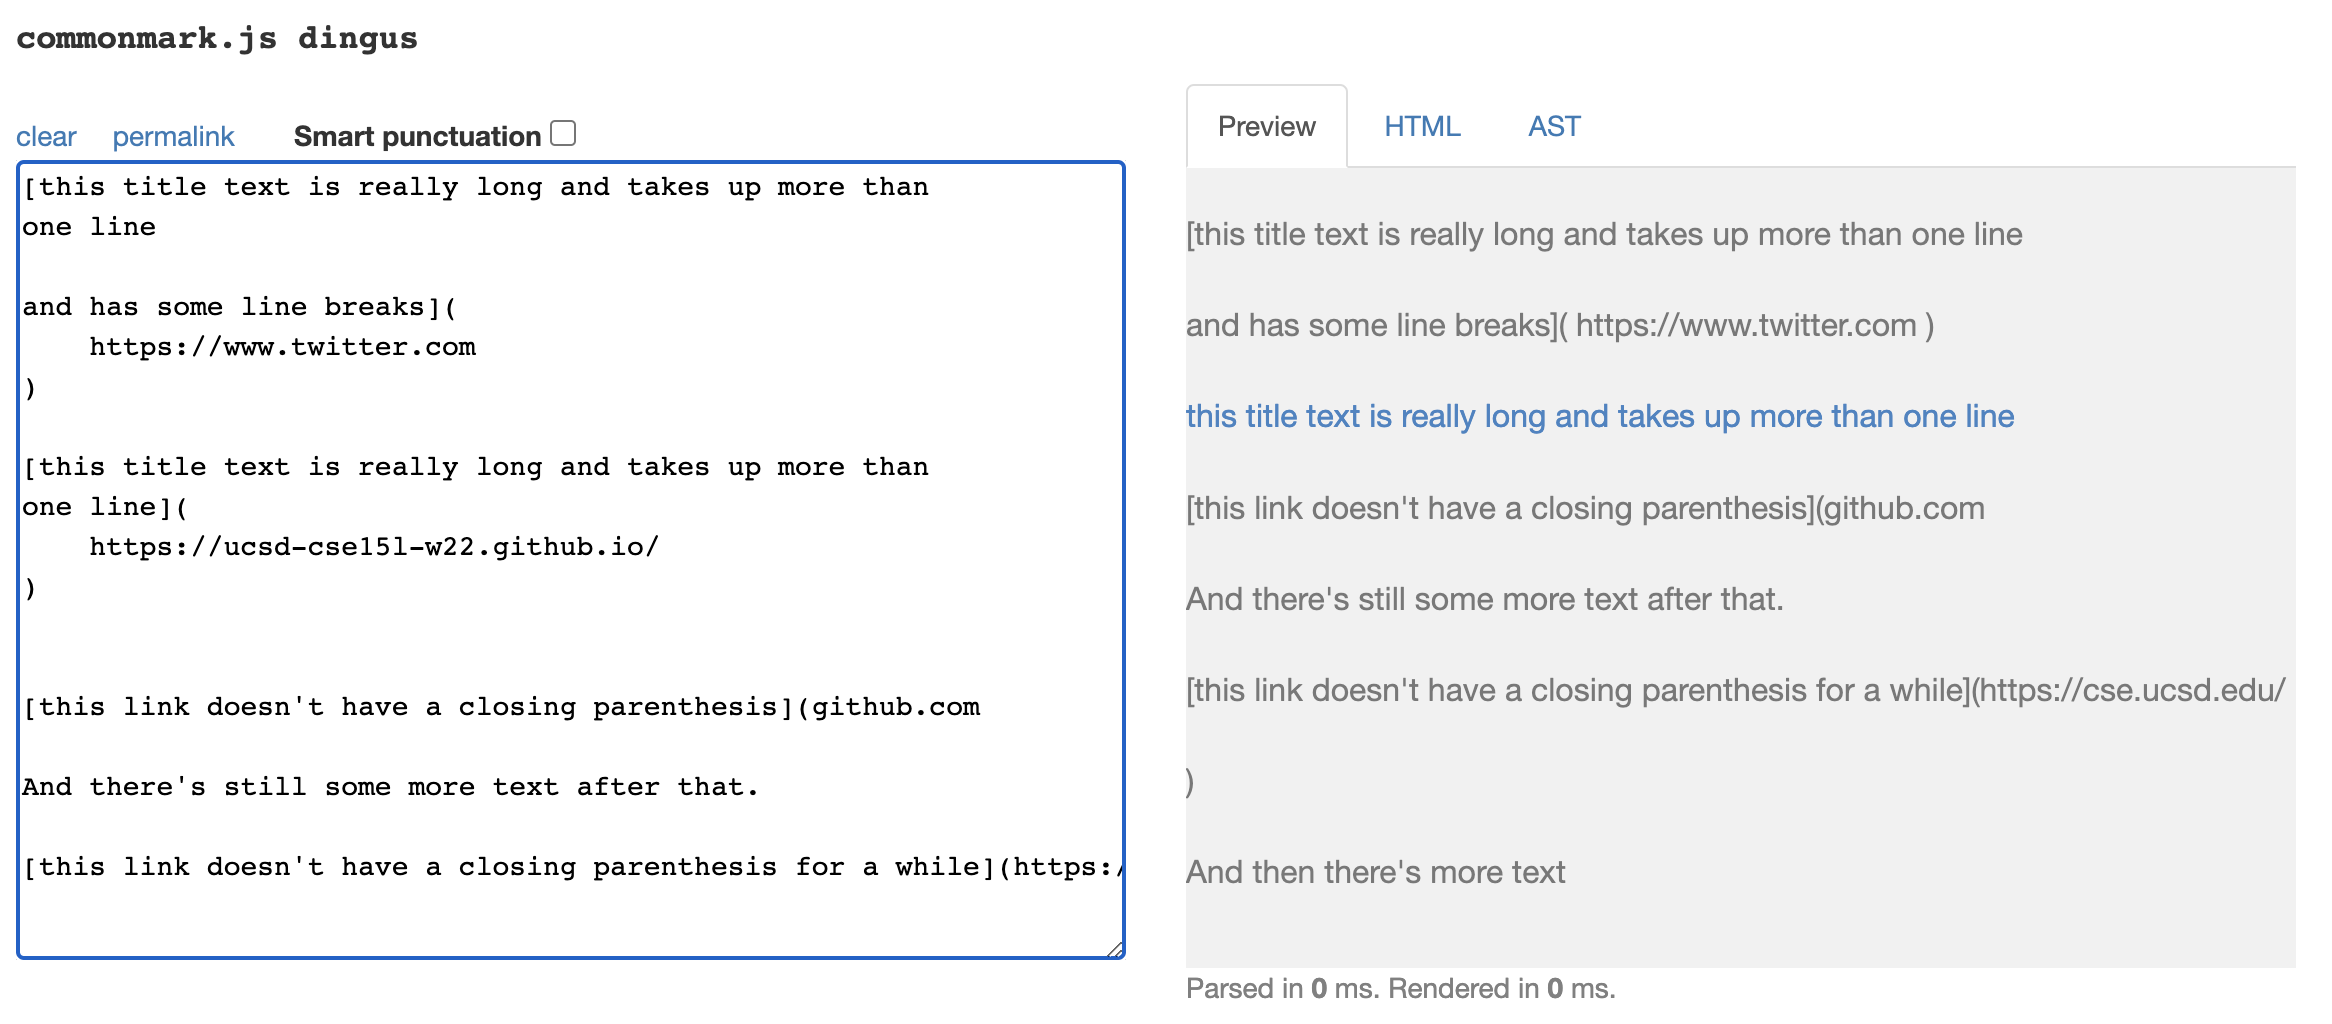 commonmark.js dingus
clear permalink Smart punctuation
[this title text is really long and takes up more than
one line
and has some line breaks](
https://www.twitter.com
)
[this title text is really long and takes up more than
one line](
https://ucsd-cse15l-w22.github.io/
)
[this link doesn't have a closing parenthesis](github.com
And there's still some more text after that.
[this link doesn't have a closing parenthesis for a while](https:/
Preview HTML AST
[this title text is really long and takes up more than one line
and has some line breaks]( https://www.twitter.com )
this title text is really long and takes up more than one line
[this link doesn't have a closing parenthesis](github.com
And there's still some more text after that.
[this link doesn't have a closing parenthesis for a while](https://cse.ucsd.edu/
)
And then there's more text
Parsed in 0 ms. Rendered in 0 ms.